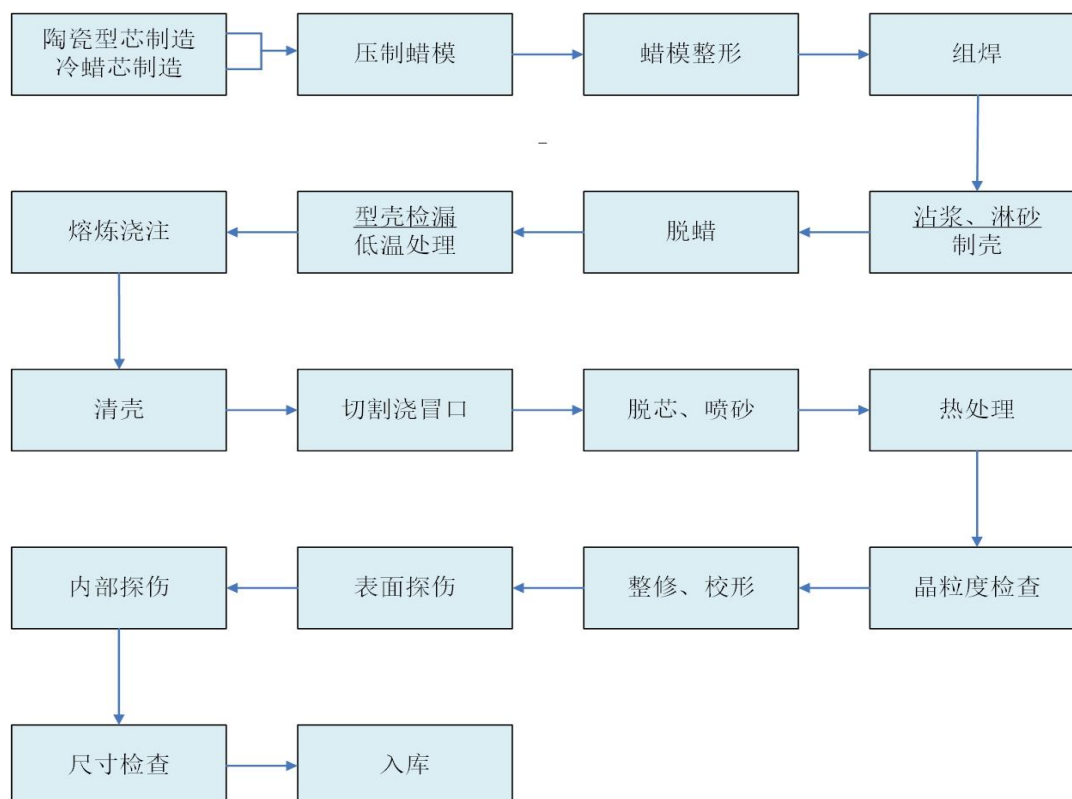 陶瓷型芯制造
冷蜡芯制造
压制蜡模
蜡模整形
组焊
熔炼浇注
型壳检漏
低温处理
脱蜡
沾浆、淋砂
制壳
清壳
切割浇冒口
脱芯、喷砂
热处理
内部探伤
表面探伤
整修、校形
晶粒度检查
尺寸检查
入库